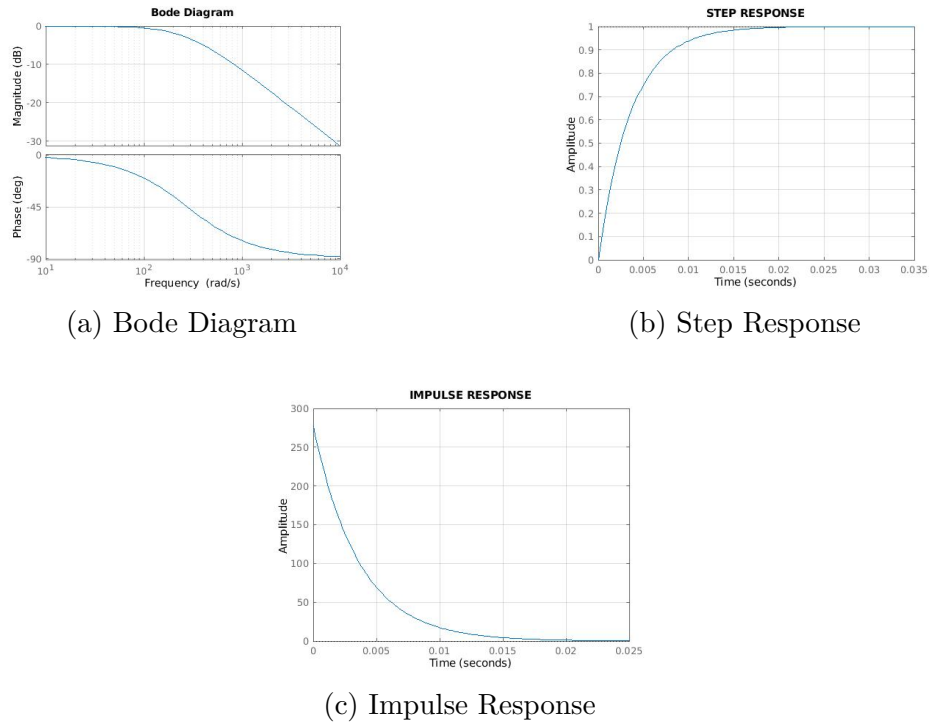 Bode Diagram
Magnitude (dB)
0
-10
-20
-30
Phase (deg)
0
-45
-90
10^1 10^2 10^3 10^4
Frequency (rad/s)
(a) Bode Diagram
STEP RESPONSE
Amplitude
1
0.9
0.8
0.7
0.6
0.5
0.4
0.3
0.2
0.1
0
0 0.005 0.01 0.015 0.02 0.025 0.03 0.035
Time (seconds)
(b) Step Response
IMPULSE RESPONSE
Amplitude
300
250
200
150
100
50
0
0 0.005 0.01 0.015 0.02 0.025
Time (seconds)
(c) Impulse Response